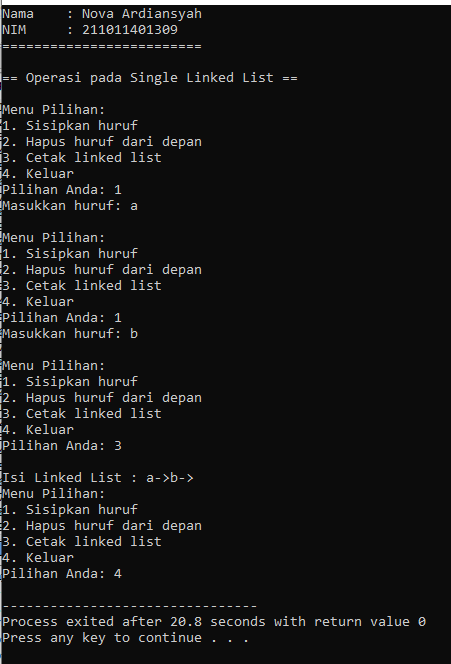 Nama    : Nova Ardiansyah
NIM     : 211011401309
=========================
== Operasi pada Single Linked List ==
Menu Pilihan:
1. Sisipkan huruf
2. Hapus huruf dari depan
3. Cetak linked list
4. Keluar
Pilihan Anda: 1
Masukkan huruf: a
Menu Pilihan:
1. Sisipkan huruf
2. Hapus huruf dari depan
3. Cetak linked list
4. Keluar
Pilihan Anda: 1
Masukkan huruf: b
Menu Pilihan:
1. Sisipkan huruf
2. Hapus huruf dari depan
3. Cetak linked list
4. Keluar
Pilihan Anda: 3
Isi Linked List : a->b->
Menu Pilihan:
1. Sisipkan huruf
2. Hapus huruf dari depan
3. Cetak linked list
4. Keluar
Pilihan Anda: 4
--------------------------------
Process exited after 20.8 seconds with return value 0
Press any key to continue . . .